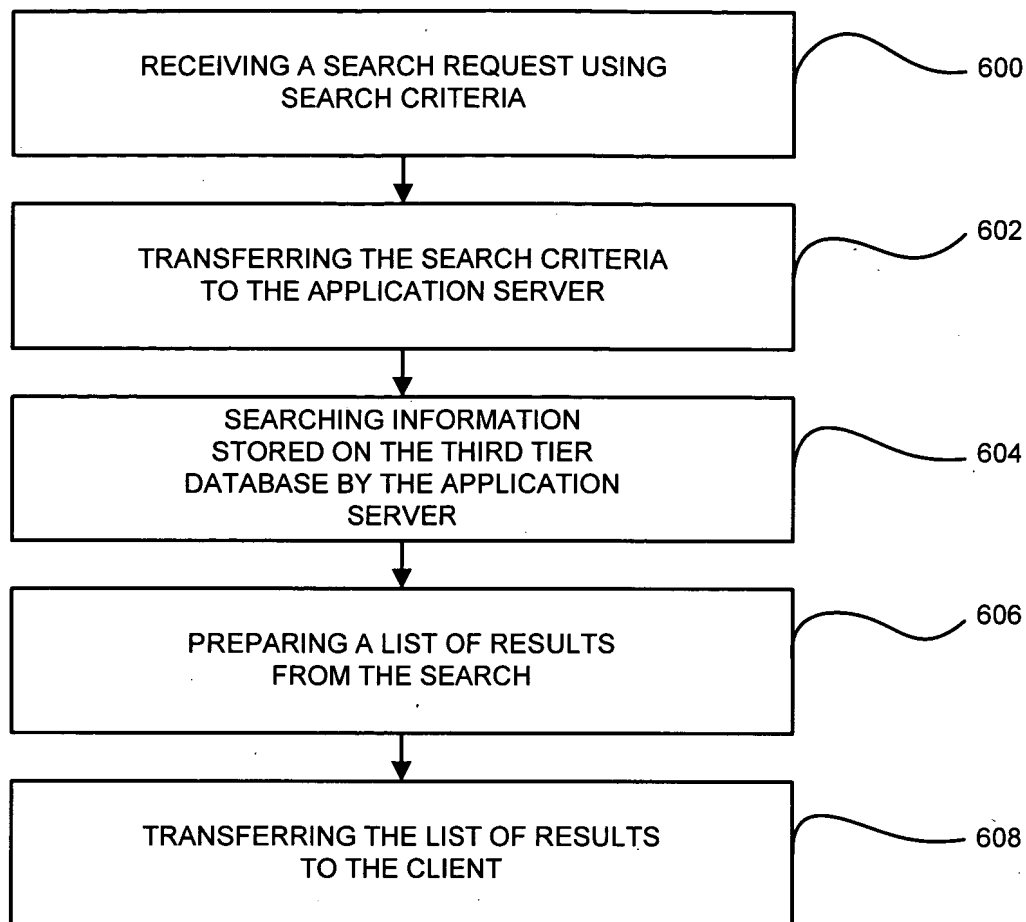 RECEIVING A SEARCH REQUEST USING
SEARCH CRITERIA
600
TRANSFERRING THE SEARCH CRITERIA
TO THE APPLICATION SERVER
602
SEARCHING INFORMATION
STORED ON THE THIRD TIER
DATABASE BY THE APPLICATION
SERVER
604
PREPARING A LIST OF RESULTS
FROM THE SEARCH
606
TRANSFERRING THE LIST OF RESULTS
TO THE CLIENT
608